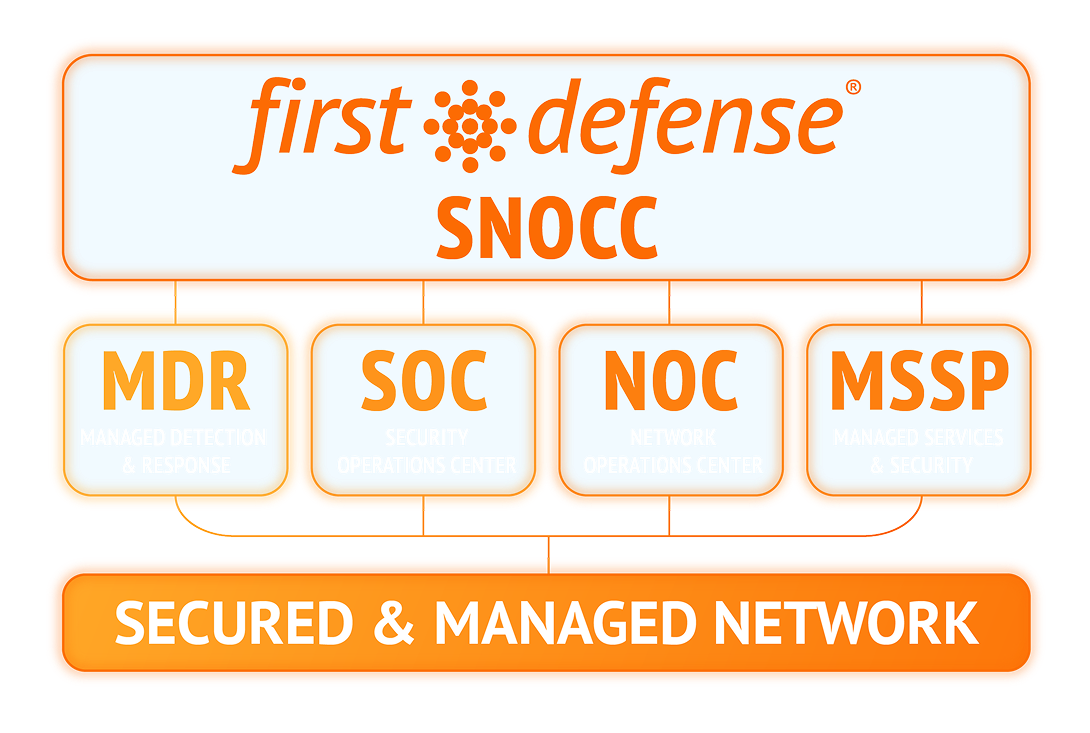 first defense®
SNOCC
MDR
MANAGED DETECTION
& RESPONSE
SOC
SECURITY
OPERATIONS CENTER
NOC
NETWORK
OPERATIONS CENTER
MSSP
MANAGED SERVICES
& SECURITY
SECURED & MANAGED NETWORK